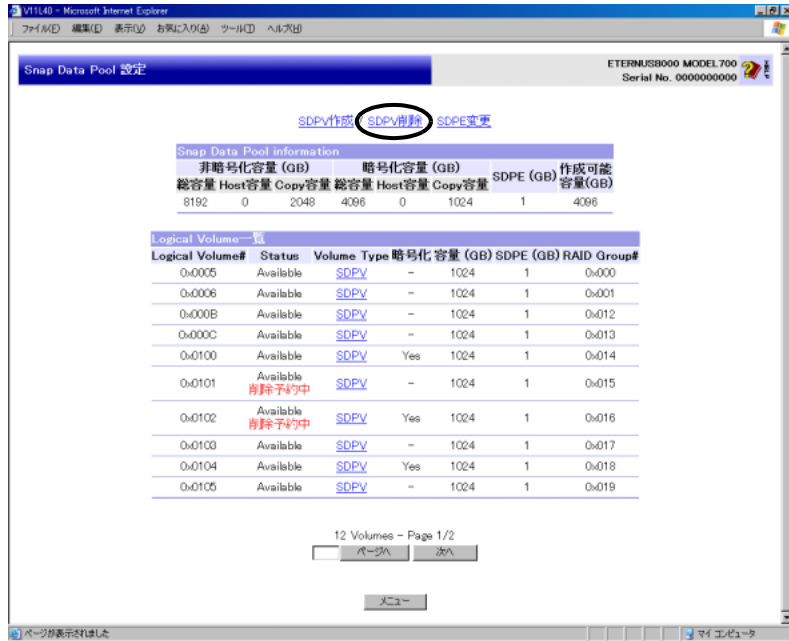 V11L40 - Microsoft Internet Explorer
ファイル(F) 編集(E) 表示(V) お気に入り(A) ツール(T) ヘルプ(H)
Snap Data Pool 設定
ETERNUS8000 MODEL700
Serial No. 0000000000
HELP
SDPV作成 / SDPV削除 / SDPE変更
Snap Data Pool information
非暗号化容量 (GB) 暗号化容量 (GB) SDPE (GB) 作成可能容量(GB)
総容量 Host容量 Copy容量 総容量 Host容量 Copy容量
8192 0 2048 4096 0 1024 1 4096
Logical Volume一覧
Logical Volume# Status Volume Type 暗号化 容量 (GB) SDPE (GB) RAID Group#
0x0005 Available SDPV - 1024 1 0x000
0x0006 Available SDPV - 1024 1 0x001
0x000B Available SDPV - 1024 1 0x012
0x000C Available SDPV - 1024 1 0x013
0x0100 Available SDPV Yes 1024 1 0x014
0x0101 Available 削除予約中 SDPV - 1024 1 0x015
0x0102 Available 削除予約中 SDPV Yes 1024 1 0x016
0x0103 Available SDPV - 1024 1 0x017
0x0104 Available SDPV Yes 1024 1 0x018
0x0105 Available SDPV - 1024 1 0x019
12 Volumes - Page 1/2
ページへ 次へ
メニュー
ページが表示されました マイ コンピュータ